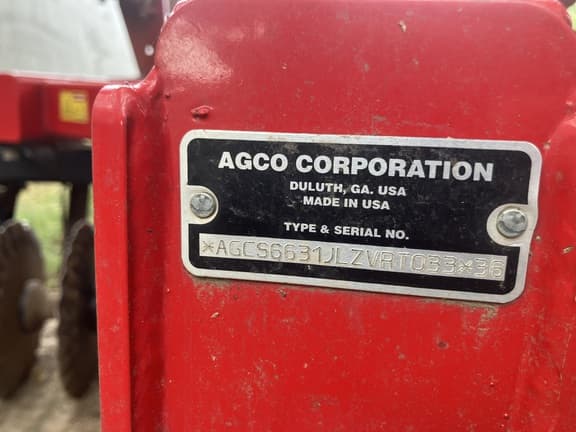 AGCO CORPORATION
DULUTH, GA. USA
MADE IN USA
TYPE & SERIAL NO.
*AGCS6631JLZVRT033*36